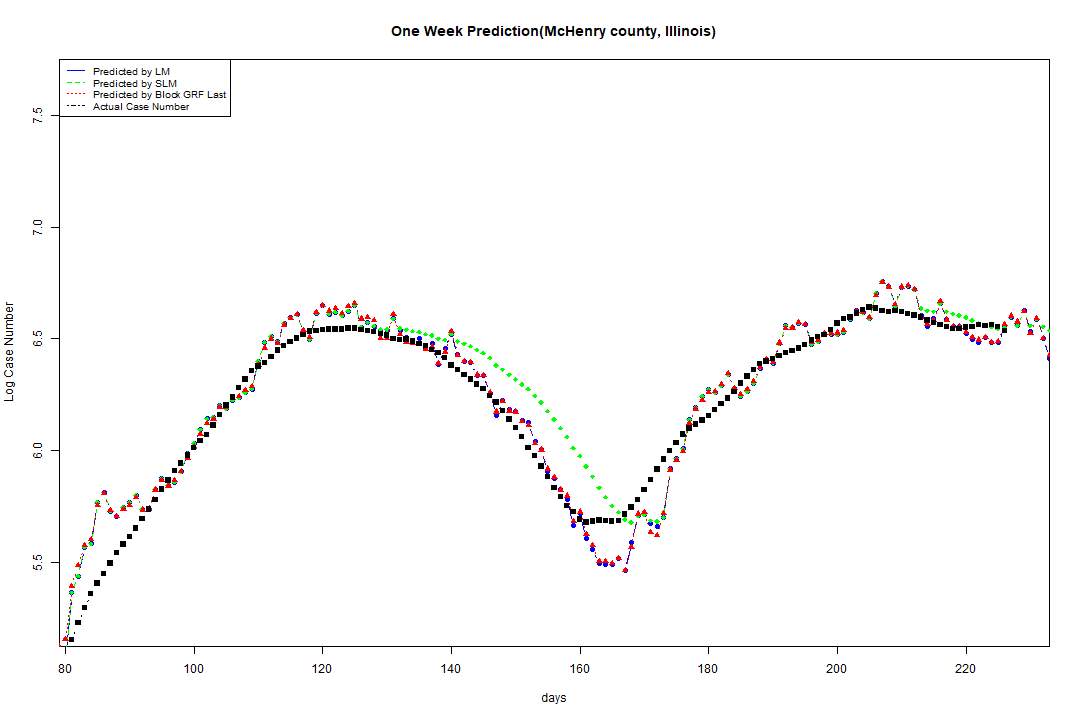 One Week Prediction(McHenry county, Illinois)
Predicted by LM
Predicted by SLM
Predicted by Block GRF Last
Actual Case Number
Log Case Number
7.5
7.0
6.5
6.0
5.5
80 100 120 140 160 180 200 220
days